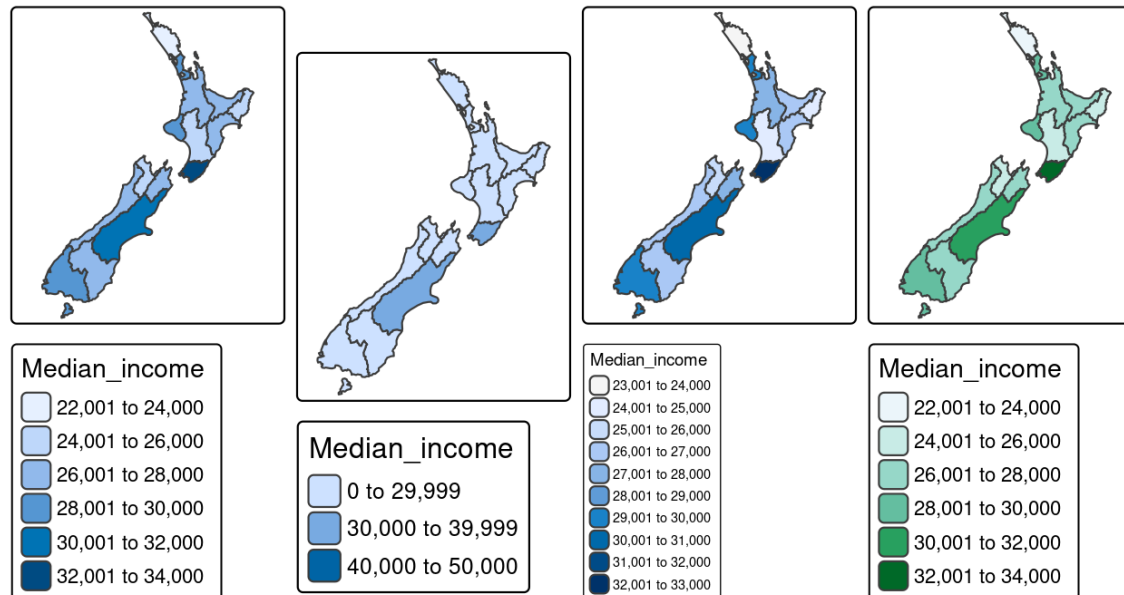 Median_income
22,001 to 24,000
24,001 to 26,000
26,001 to 28,000
28,001 to 30,000
30,001 to 32,000
32,001 to 34,000
Median_income
0 to 29,999
30,000 to 39,999
40,000 to 50,000
Median_income
23,001 to 24,000
24,001 to 25,000
25,001 to 26,000
26,001 to 27,000
27,001 to 28,000
28,001 to 29,000
29,001 to 30,000
30,001 to 31,000
31,001 to 32,000
32,001 to 33,000
Median_income
22,001 to 24,000
24,001 to 26,000
26,001 to 28,000
28,001 to 30,000
30,001 to 32,000
32,001 to 34,000